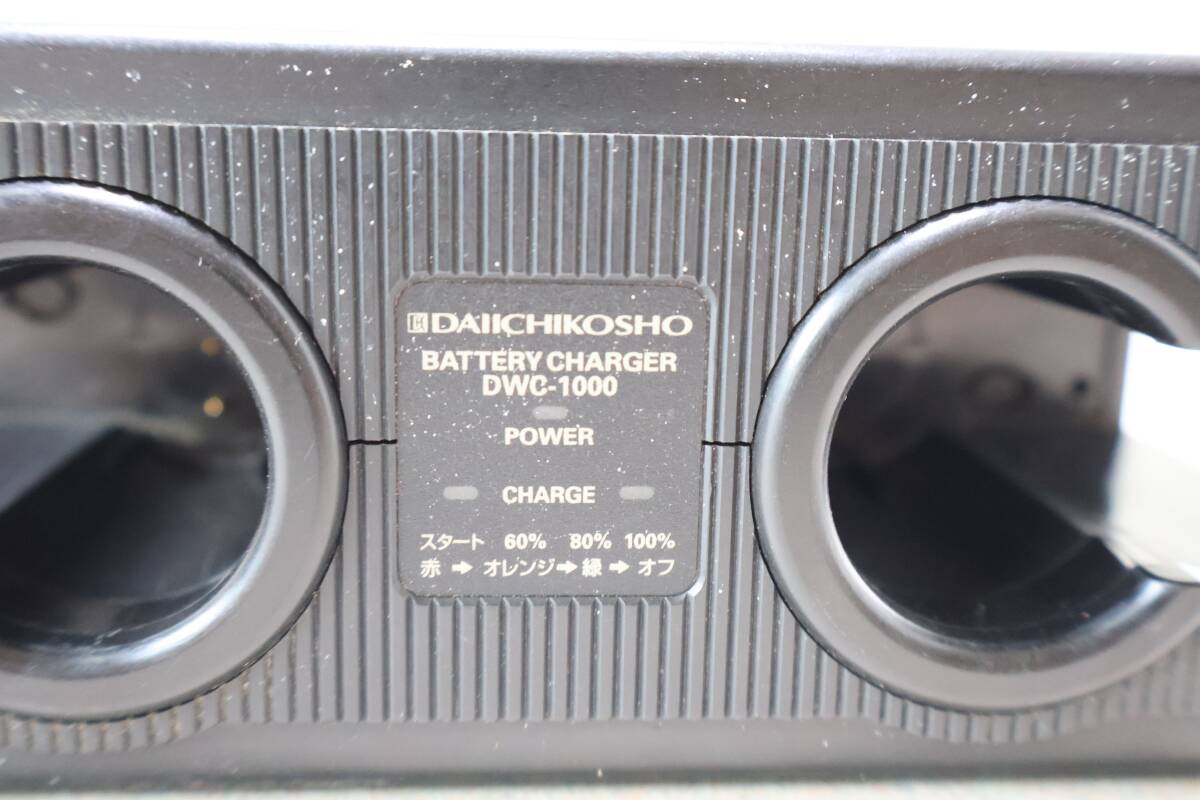 DAIICHIKOSHO
BATTERY CHARGER
DWC-1000
POWER
CHARGE
スタート 60% 80% 100%
赤 → オレンジ → 緑 → オフ